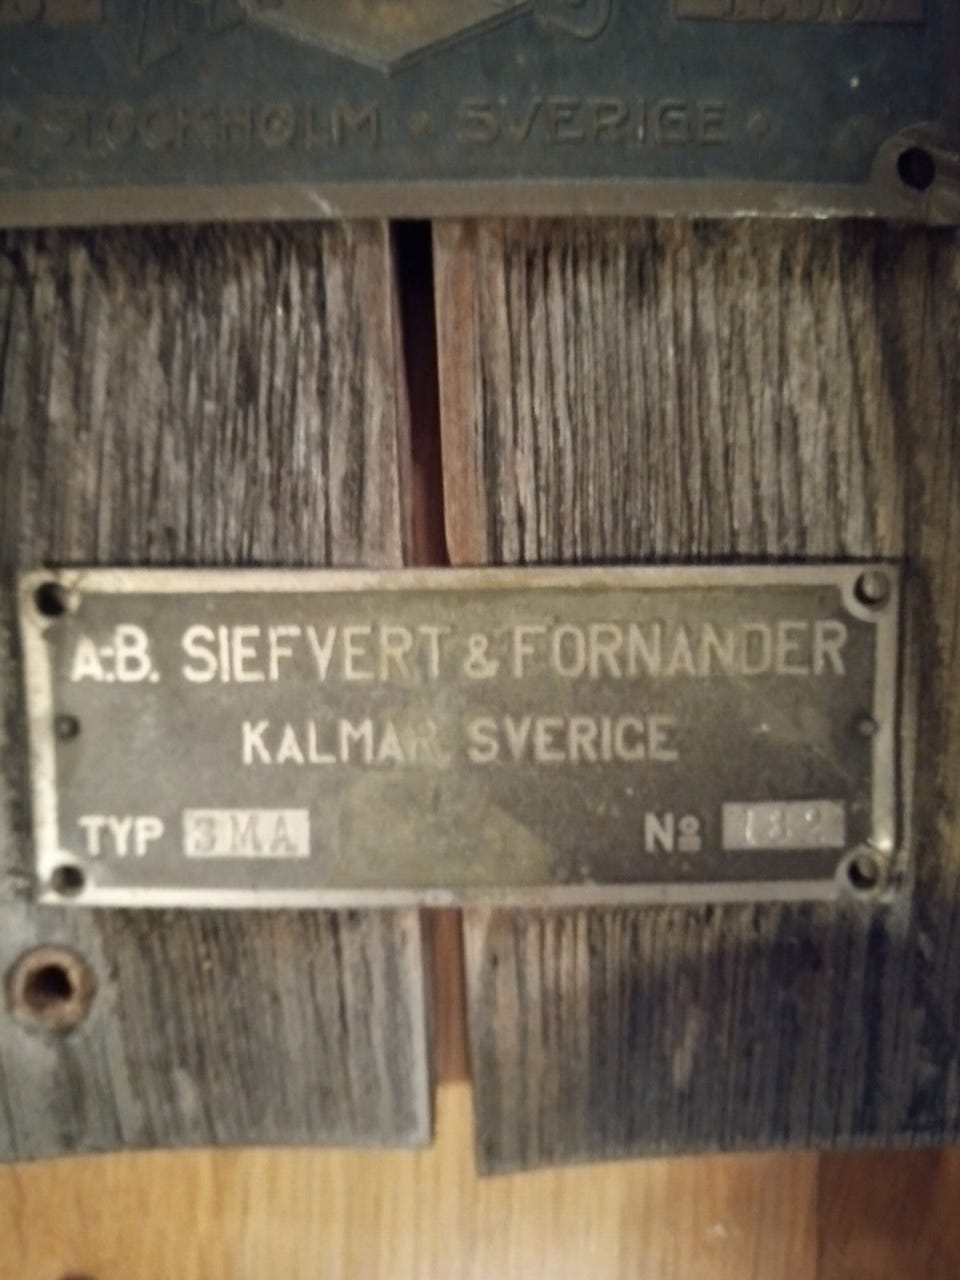 STOCKHOLM • SVERIGE •
A.-B. SIEFVERT & FORNANDER
KALMAR, SVERIGE
TYP 3MA Nº